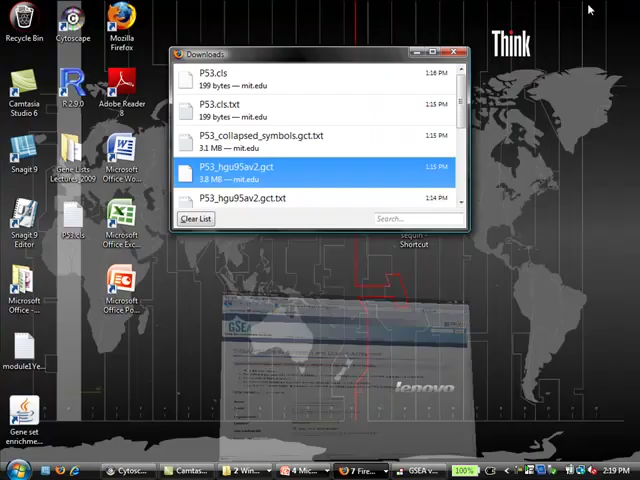 Recycle Bin
Cytoscape
Mozilla
Firefox
Camtasia
Studio 6
R 2.9.0
Adobe Reader
8
Snagit 9
Gene Lists
Lectures_2009
Microsoft
Office Wo...
Snagit 9
Editor
P53.cls
Microsoft
Office Exc...
Microsoft
Office - ...
Microsoft
Office Po...
module1Ye...
Gene set
enrichme...
Think
Downloads
P53.cls
1:16 PM
199 bytes — mit.edu
P53.cls.txt
1:15 PM
199 bytes — mit.edu
P53_collapsed_symbols.gct.txt
1:15 PM
3.1 MB — mit.edu
P53_hgu95av2.gct
1:15 PM
3.8 MB — mit.edu
P53_hgu95av2.gct.txt
1:14 PM
Clear List
Search...
sequin -
Shortcut
GSEA
lenovo
Cytosc...
Camtas...
2 Win...
4 Mic...
7 Fire...
GSEA v...
100%
2:19 PM